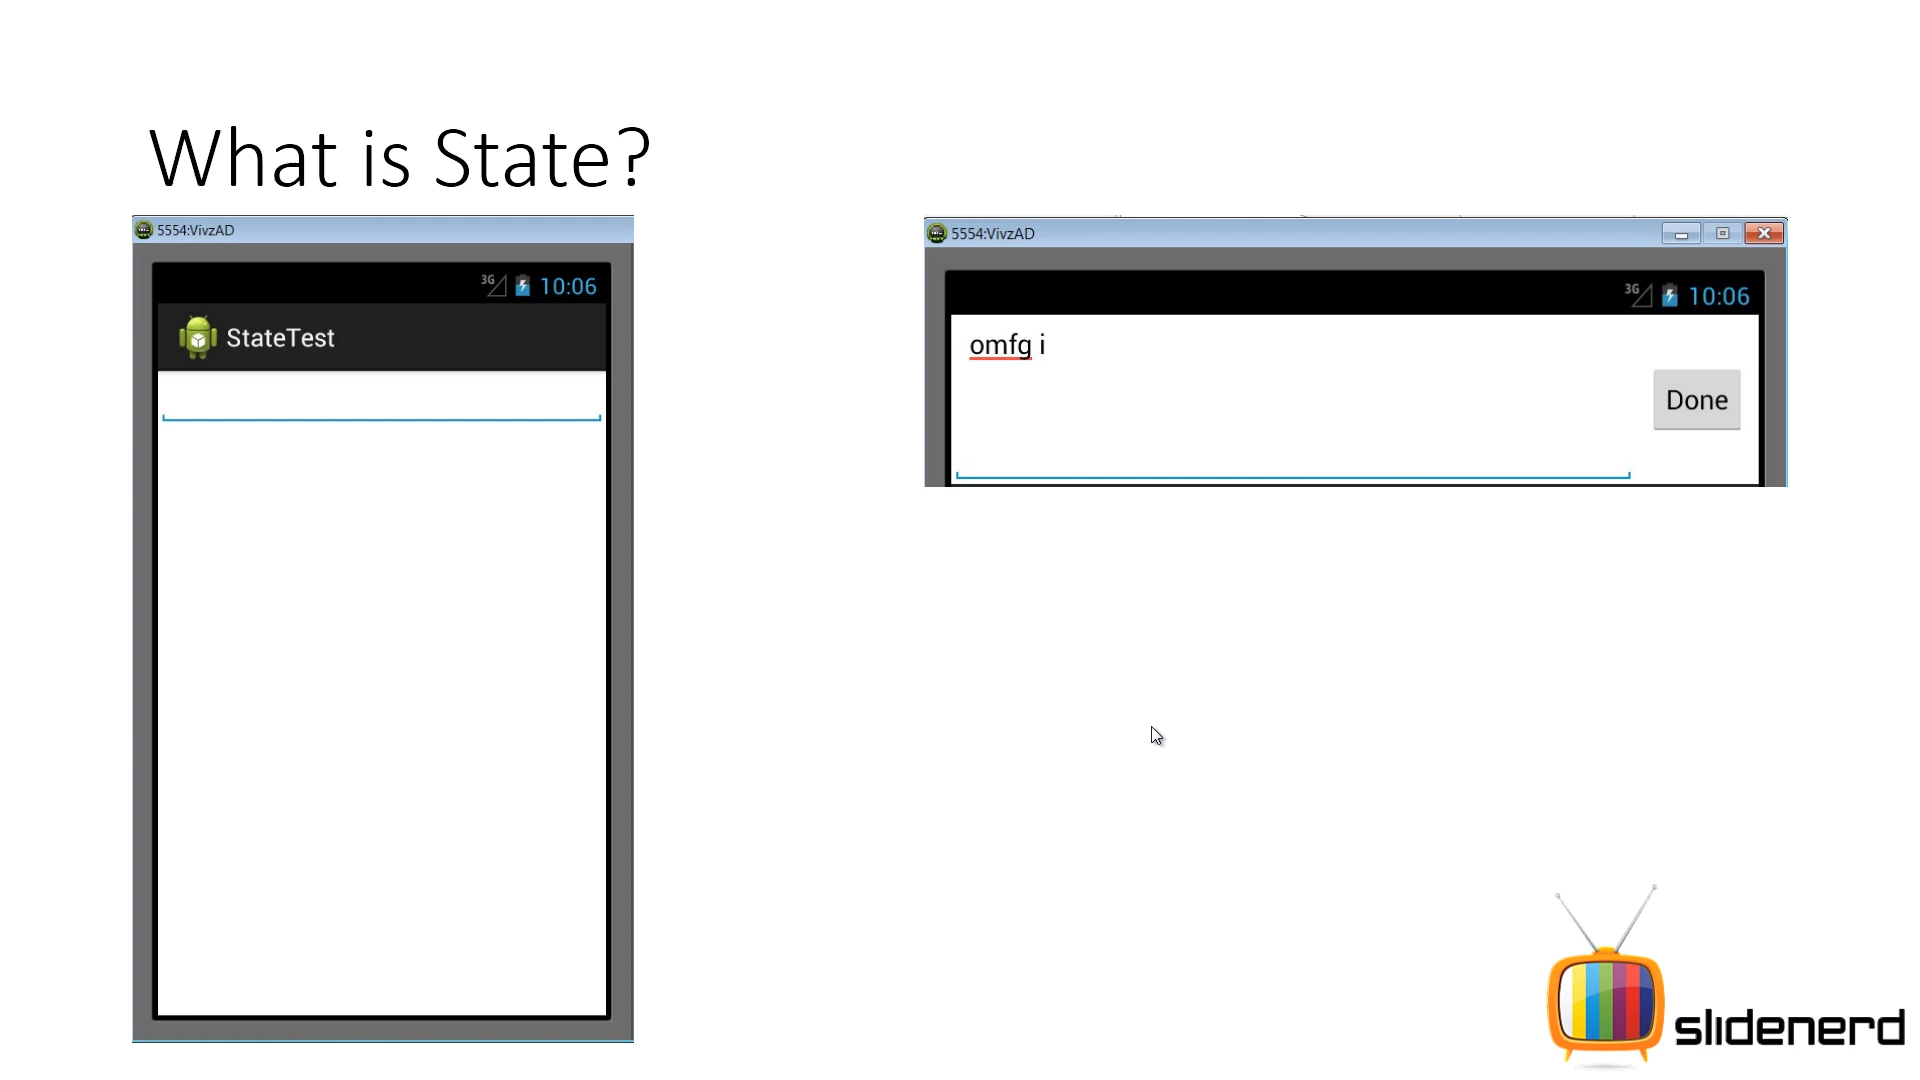 What is State?
5554:VivzAD
3G 10:06
StateTest
5554:VivzAD
3G 10:06
omfg i
Done
slidenerd